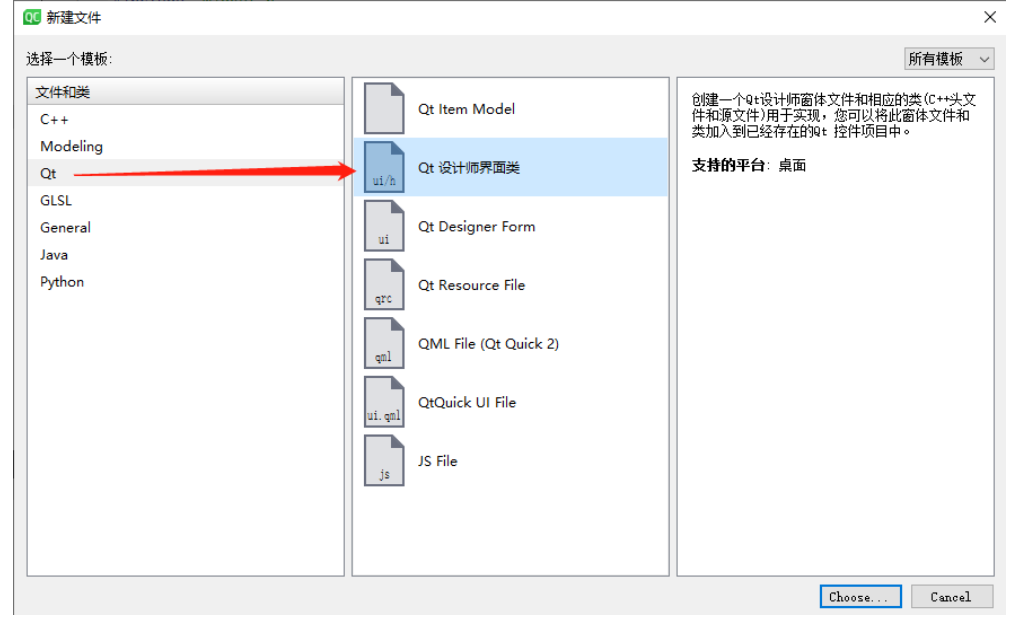 QC 新建文件
选择一个模板:
所有模板
文件和类
C++
Modeling
Qt
GLSL
General
Java
Python
Qt Item Model
ui/h
Qt 设计师界面类
ui
Qt Designer Form
qrc
Qt Resource File
qml
QML File (Qt Quick 2)
ui.qml
QtQuick UI File
js
JS File
创建一个Qt设计师窗体文件和相应的类(C++头文
件和源文件)用于实现，您可以将此窗体文件和
类加入到已经存在的Qt 控件项目中。
支持的平台: 桌面
Choose...
Cancel